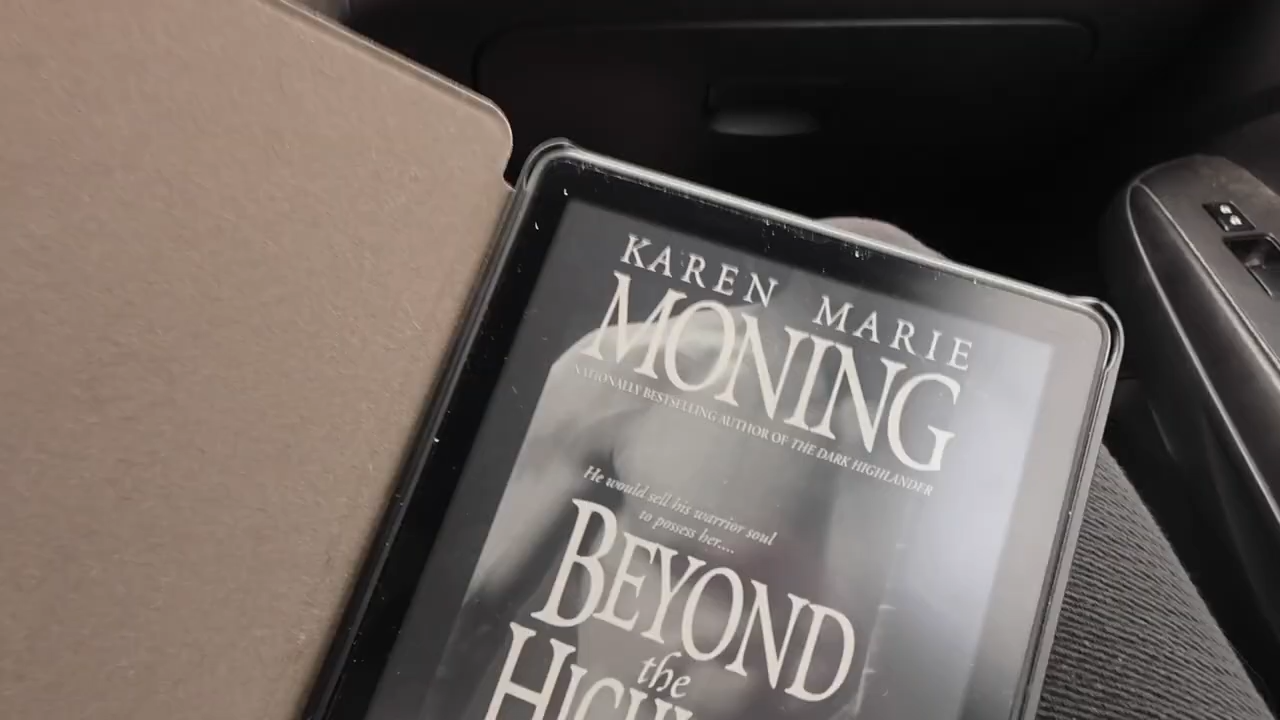 KAREN MARIE
MONING
NATIONALLY BESTSELLING AUTHOR OF THE DARK HIGHLANDER
He would sell his warrior soul
to possess her....
BEYOND
the